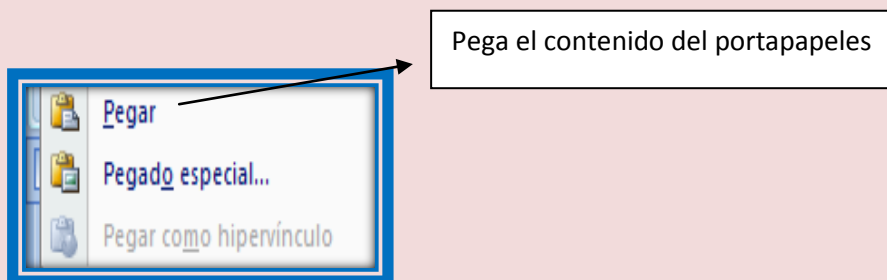 Pega el contenido del portapapeles
Pegar
Pegado especial...
Pegar como hipervínculo